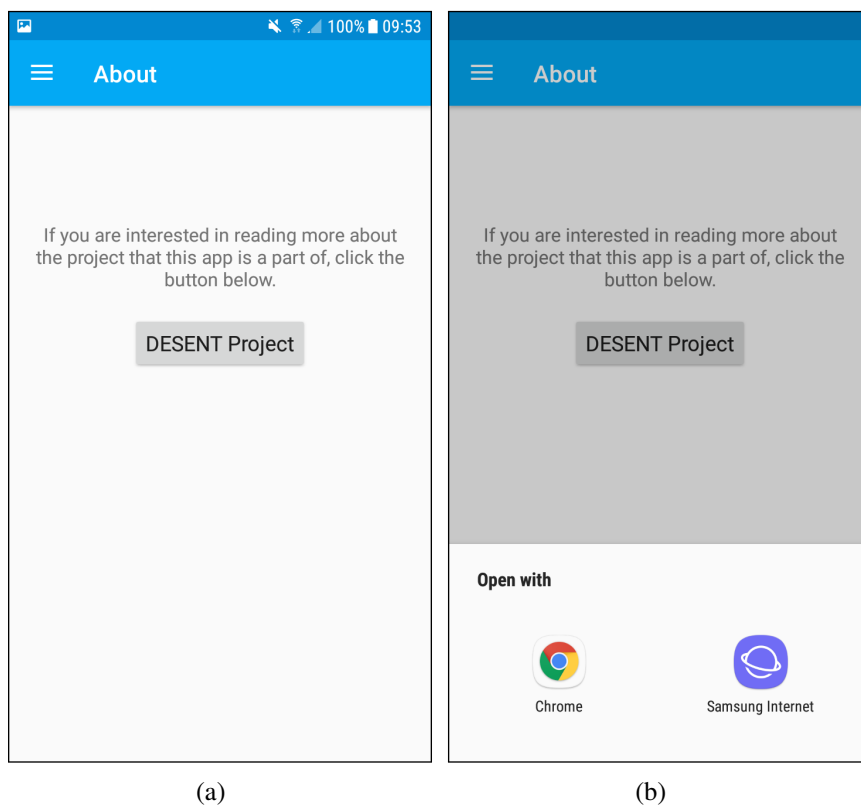 100% 09:53
About
If you are interested in reading more about
the project that this app is a part of, click the
button below.
DESENT Project
(a)
About
If you are interested in reading more about
the project that this app is a part of, click the
button below.
DESENT Project
Open with
Chrome
Samsung Internet
(b)